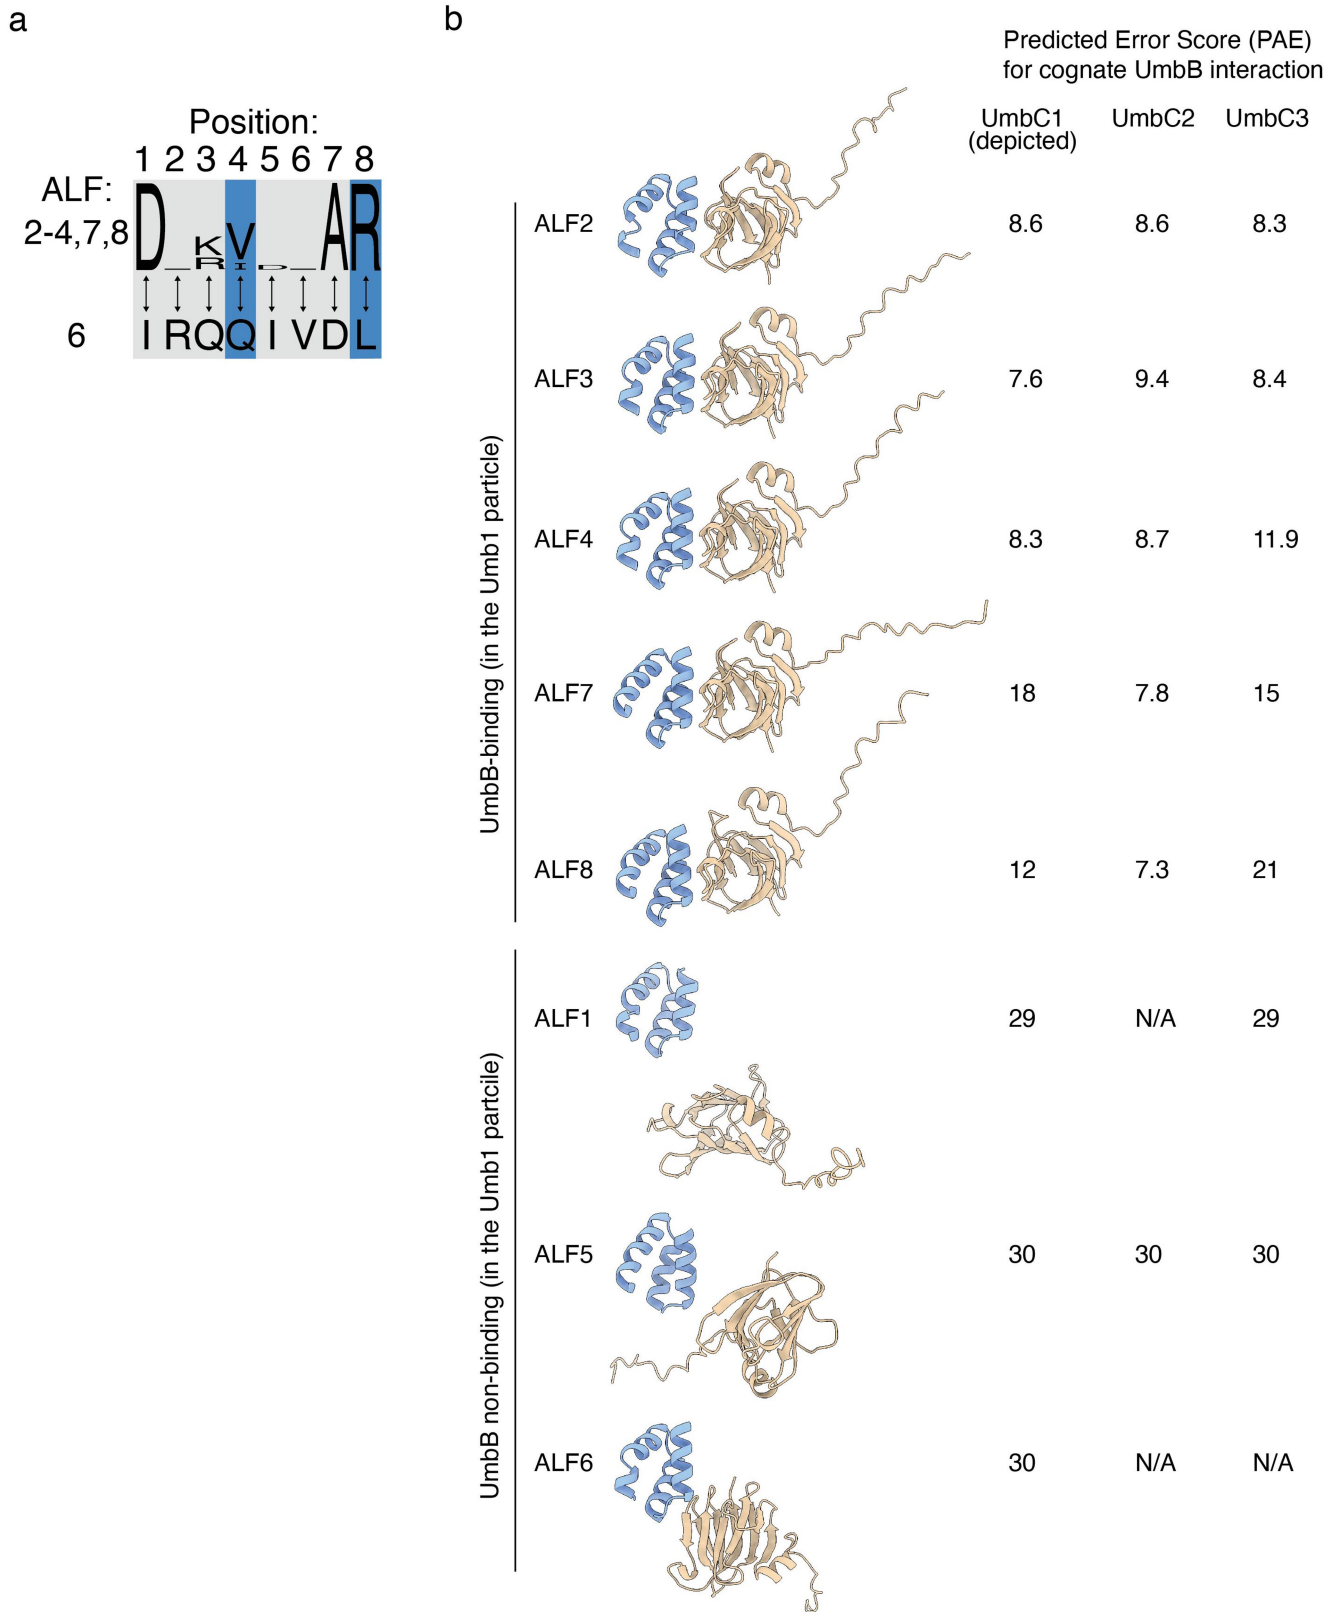 a
Position:
1 2 3 4 5 6 7 8
ALF:
2-4,7,8
D _ K V D _ A R
R I
6
I R Q Q I V D L
b
Predicted Error Score (PAE)
for cognate UmbB interaction
UmbC1 UmbC2 UmbC3
(depicted)
UmbB-binding (in the Umb1 particle)
ALF2 8.6 8.6 8.3
ALF3 7.6 9.4 8.4
ALF4 8.3 8.7 11.9
ALF7 18 7.8 15
ALF8 12 7.3 21
UmbB non-binding (in the Umb1 partcile)
ALF1 29 N/A 29
ALF5 30 30 30
ALF6 30 N/A N/A